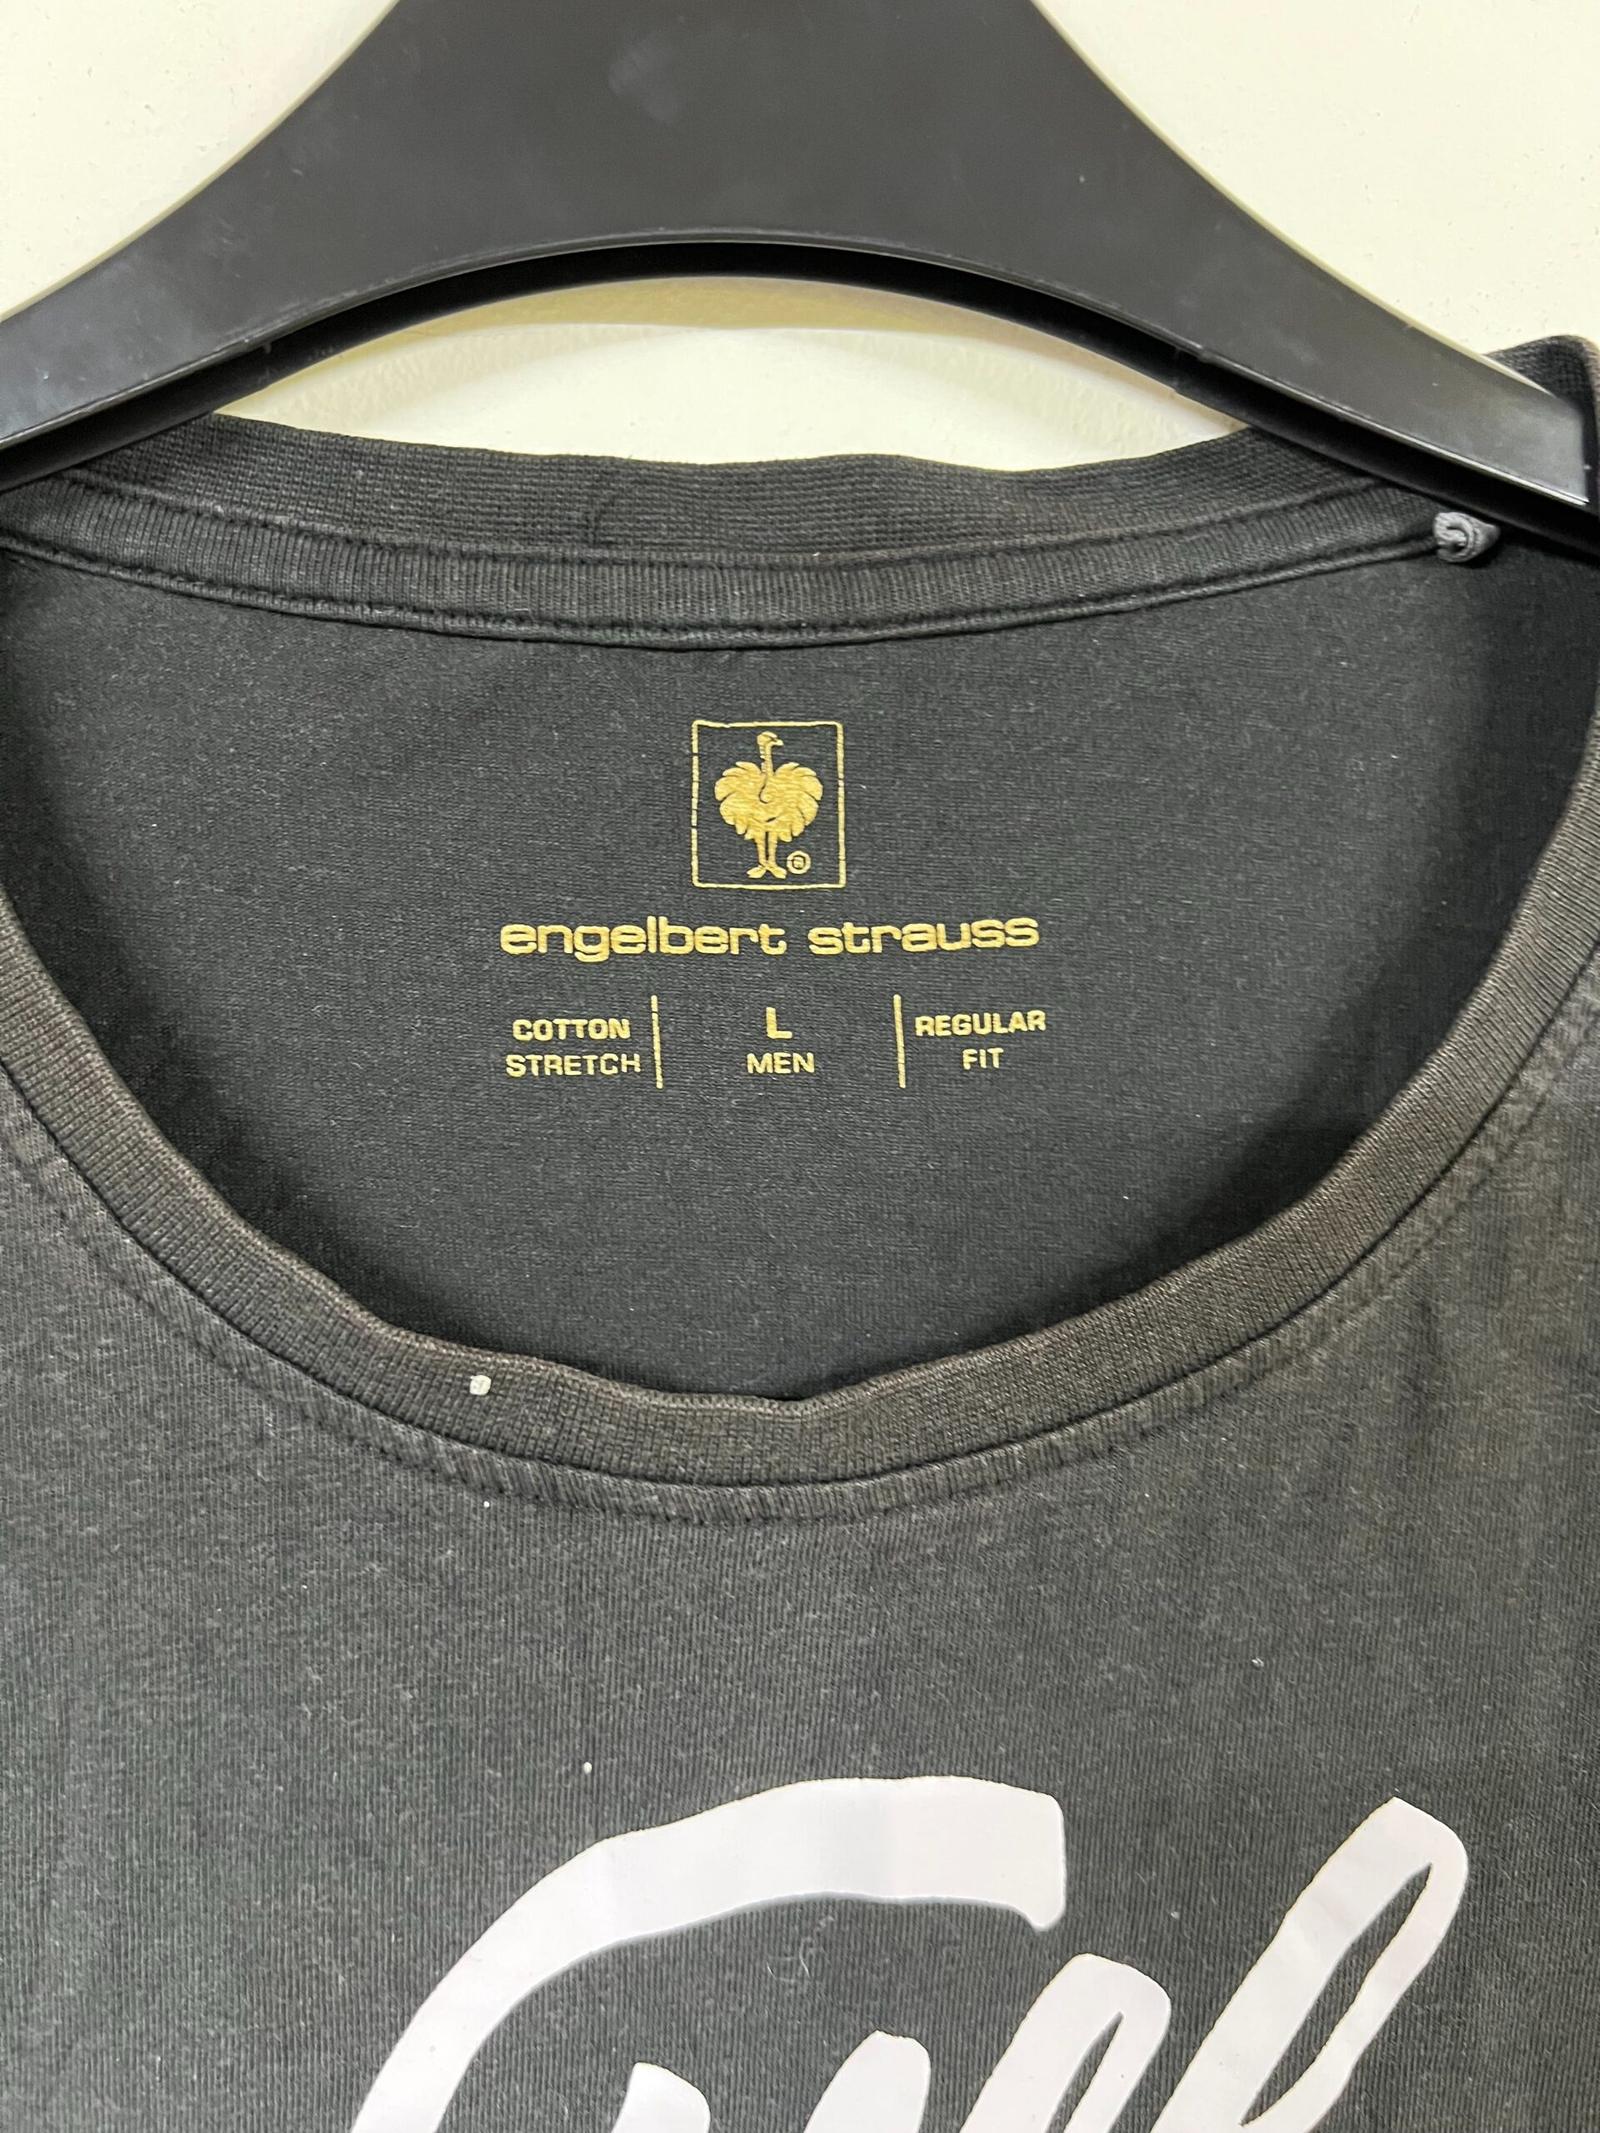 ®
engelbert strauss
COTTON STRETCH
L MEN
REGULAR FIT